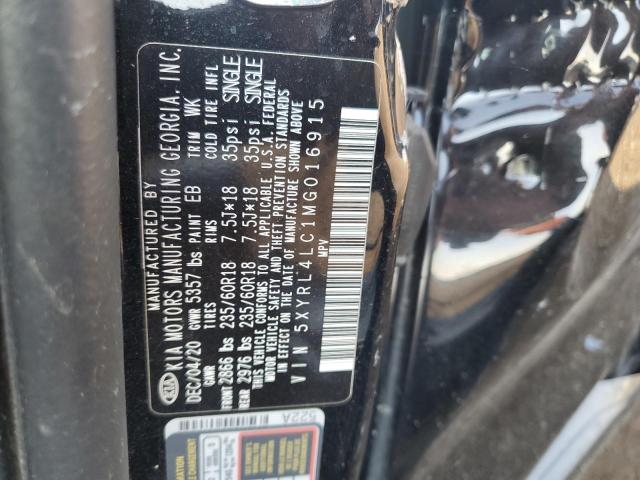 MANUFACTURED BY
KIA KIA MOTORS MANUFACTURING GEORGIA, INC.
DEC/04/20 GVWR 5357 lbs PAINT EB TRIM WK
GAWR TIRES RIMS COLD TIRE INFL
FRONT 2866 lbs 235/60R18 7.5J*18 35psi SINGLE
REAR 2976 lbs 235/60R18 7.5J*18 35psi SINGLE
THIS VEHICLE CONFORMS TO ALL APPLICABLE U.S.A. FEDERAL
MOTOR VEHICLE SAFETY AND THEFT PREVENTION STANDARDS
IN EFFECT ON THE DATE OF MANUFACTURE SHOWN ABOVE
VIN 5XYRL4LC1MG016915
MPV
522A